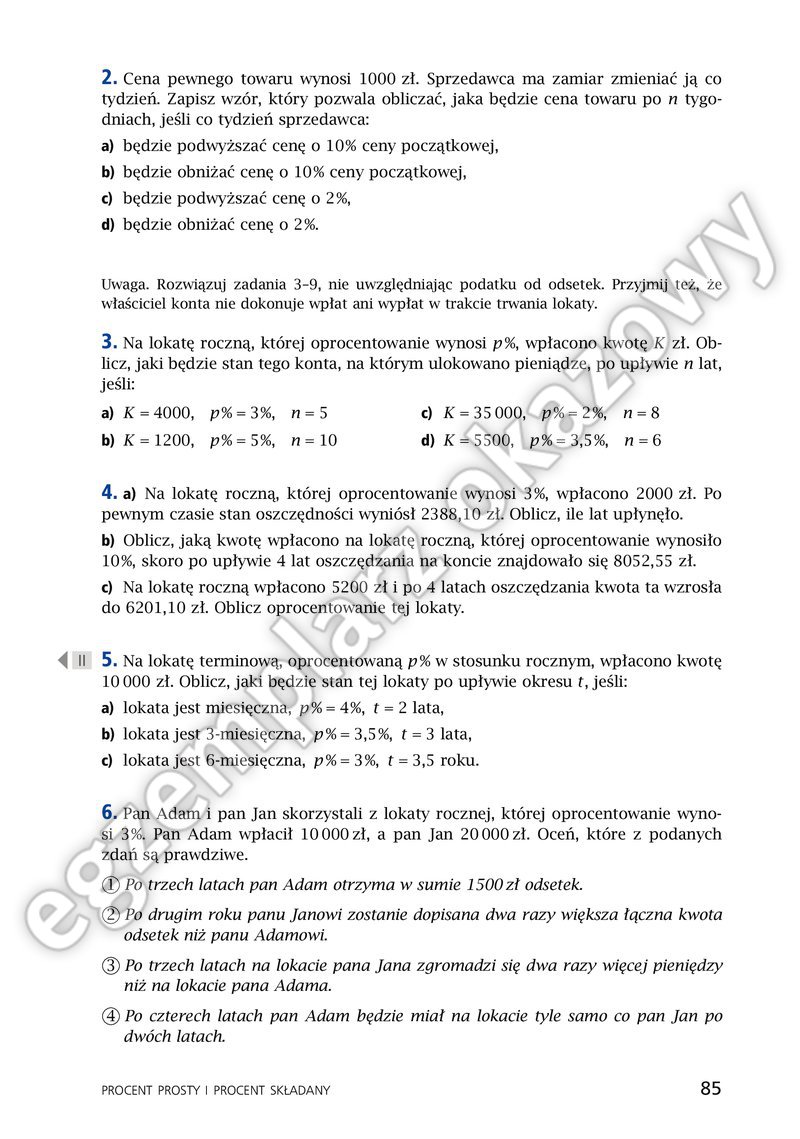 2. Cena pewnego towaru wynosi 1000 zł. Sprzedawca ma zamiar zmieniać ją co
tydzień. Zapisz wzór, który pozwala obliczać, jaka będzie cena towaru po n tygo-
dniach, jeśli co tydzień sprzedawca:
a) będzie podwyższać cenę o 10% ceny początkowej,
b) będzie obniżać cenę o 10% ceny początkowej,
c) będzie podwyższać cenę o 2%,
d) będzie obniżać cenę o 2%.
Uwaga. Rozwiązuj zadania 3–9, nie uwzględniając podatku od odsetek. Przyjmij też, że
właściciel konta nie dokonuje wpłat ani wypłat w trakcie trwania lokaty.
3. Na lokatę roczną, której oprocentowanie wynosi p%, wpłacono kwotę K zł. Ob-
licz, jaki będzie stan tego konta, na którym ulokowano pieniądze, po upływie n lat,
jeśli:
a) K = 4000, p% = 3%, n = 5 c) K = 35 000, p% = 2%, n = 8
b) K = 1200, p% = 5%, n = 10 d) K = 5500, p% = 3,5%, n = 6
4. a) Na lokatę roczną, której oprocentowanie wynosi 3%, wpłacono 2000 zł. Po
pewnym czasie stan oszczędności wyniósł 2388,10 zł. Oblicz, ile lat upłynęło.
b) Oblicz, jaką kwotę wpłacono na lokatę roczną, której oprocentowanie wynosiło
10%, skoro po upływie 4 lat oszczędzania na koncie znajdowało się 8052,55 zł.
c) Na lokatę roczną wpłacono 5200 zł i po 4 latach oszczędzania kwota ta wzrosła
do 6201,10 zł. Oblicz oprocentowanie tej lokaty.
II 5. Na lokatę terminową, oprocentowaną p% w stosunku rocznym, wpłacono kwotę
10 000 zł. Oblicz, jaki będzie stan tej lokaty po upływie okresu t, jeśli:
a) lokata jest miesięczna, p% = 4%, t = 2 lata,
b) lokata jest 3-miesięczna, p% = 3,5%, t = 3 lata,
c) lokata jest 6-miesięczna, p% = 3%, t = 3,5 roku.
6. Pan Adam i pan Jan skorzystali z lokaty rocznej, której oprocentowanie wyno-
si 3%. Pan Adam wpłacił 10 000 zł, a pan Jan 20 000 zł. Oceń, które z podanych
zdań są prawdziwe.
① Po trzech latach pan Adam otrzyma w sumie 1500 zł odsetek.
② Po drugim roku panu Janowi zostanie dopisana dwa razy większa łączna kwota
odsetek niż panu Adamowi.
③ Po trzech latach na lokacie pana Jana zgromadzi się dwa razy więcej pieniędzy
niż na lokacie pana Adama.
④ Po czterech latach pan Adam będzie miał na lokacie tyle samo co pan Jan po
dwóch latach.
PROCENT PROSTY I PROCENT SKŁADANY 85
egzemplarz okazowy